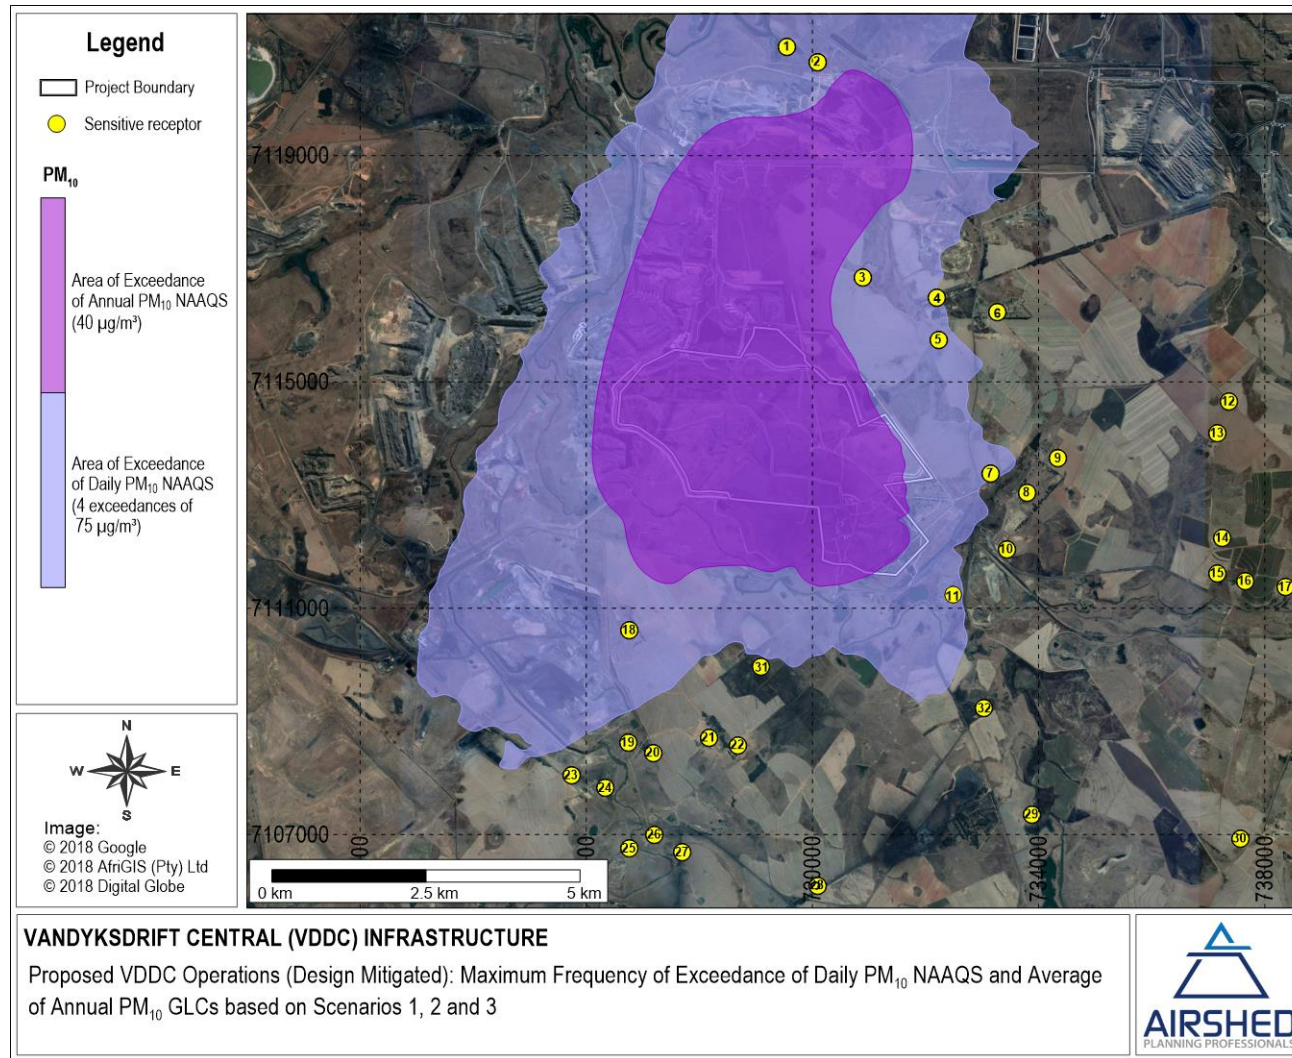 Legend
Project Boundary
Sensitive receptor
PM₁₀
Area of Exceedance
of Annual PM₁₀ NAAQS
(40 µg/m³)
Area of Exceedance
of Daily PM₁₀ NAAQS
(4 exceedances of
75 µg/m³)
N
W E
S
Image:
© 2018 Google
© 2018 AfriGIS (Pty) Ltd
© 2018 Digital Globe
1
2
7119000
3
4
6
5
7115000
12
13
9
7
8
14
10
15
16
17
11
7111000
18
31
32
21
22
19
20
23
24
29
7107000
26
30
25
27
28
00
00
730000
734000
738000
0 km 2.5 km 5 km
VANDYKSDRIFT CENTRAL (VDDC) INFRASTRUCTURE
Proposed VDDC Operations (Design Mitigated): Maximum Frequency of Exceedance of Daily PM₁₀ NAAQS and Average
of Annual PM₁₀ GLCs based on Scenarios 1, 2 and 3
AIRSHED
PLANNING PROFESSIONALS